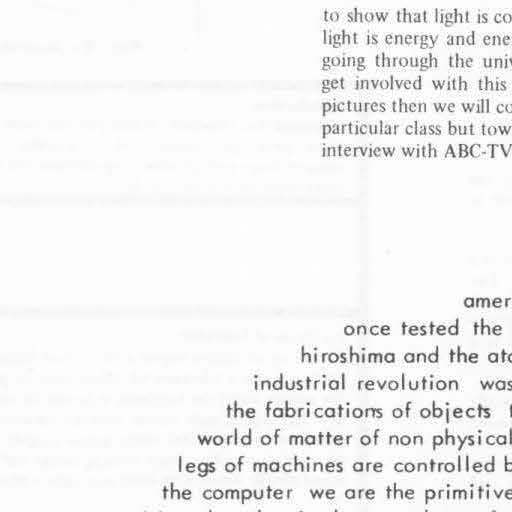 to show that light is co
light is energy and ene
going through the univ
get involved with this
pictures then we will co
particular class but tow
interview with ABC-TV
amer
once tested the
hiroshima and the ato
industrial revolution was
the fabrications of objects t
world of matter of non physical
legs of machines are controlled b
the computer we are the primitive